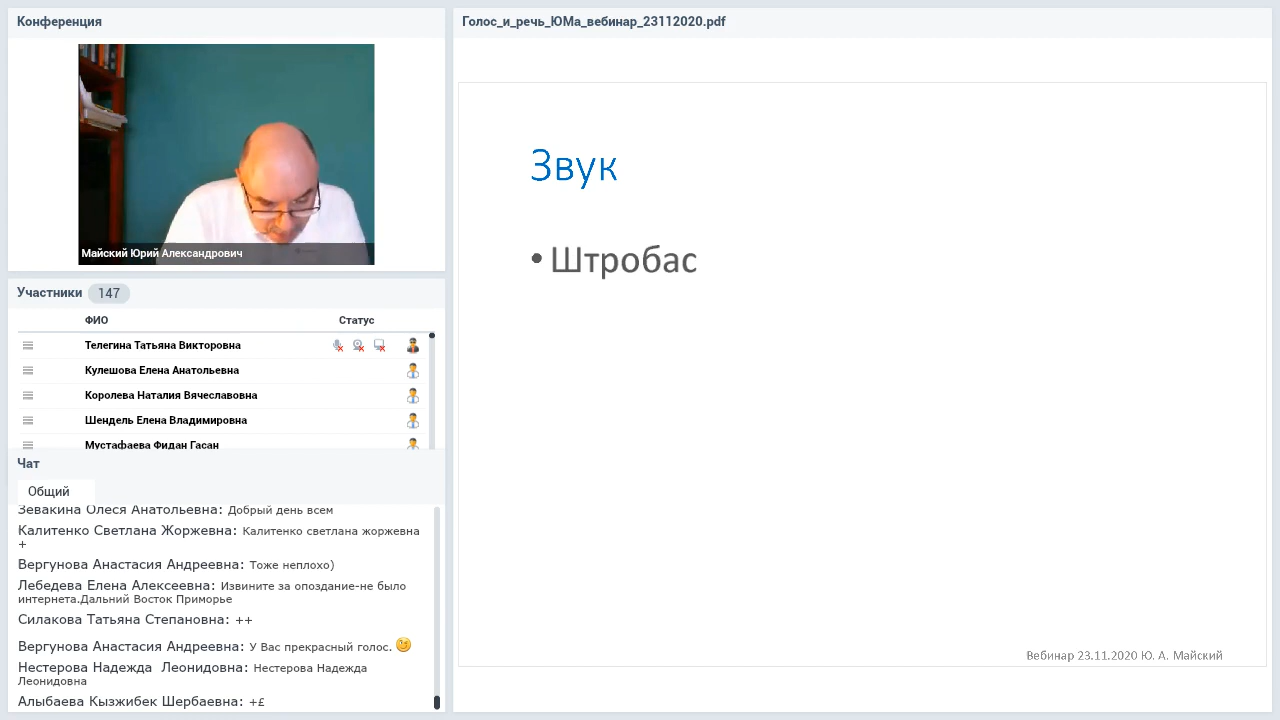 Конференция
Майский Юрий Александрович
Участники 147
ФИО Статус
Телегина Татьяна Викторовна
Кулешова Елена Анатольевна
Королева Наталия Вячеславовна
Шендель Елена Владимировна
Мустафаева Фидан Гасан
Чат
Общий
Зевакина Олеся Анатольевна: Добрый день всем
Калитенко Светлана Жоржевна: Калитенко светлана жоржевна
+
Вергунова Анастасия Андреевна: Тоже неплохо)
Лебедева Елена Алексеевна: Извините за опоздание-не было
интернета.Дальний Восток Приморье
Силакова Татьяна Степановна: ++
Вергунова Анастасия Андреевна: У Вас прекрасный голос.
Нестерова Надежда Леонидовна: Нестерова Надежда
Леонидовна
Алыбаева Кызжибек Шербаевна: +£
Голос_и_речь_ЮМа_вебинар_23112020.pdf
Звук
• Штробас
Вебинар 23.11.2020 Ю. А. Майский